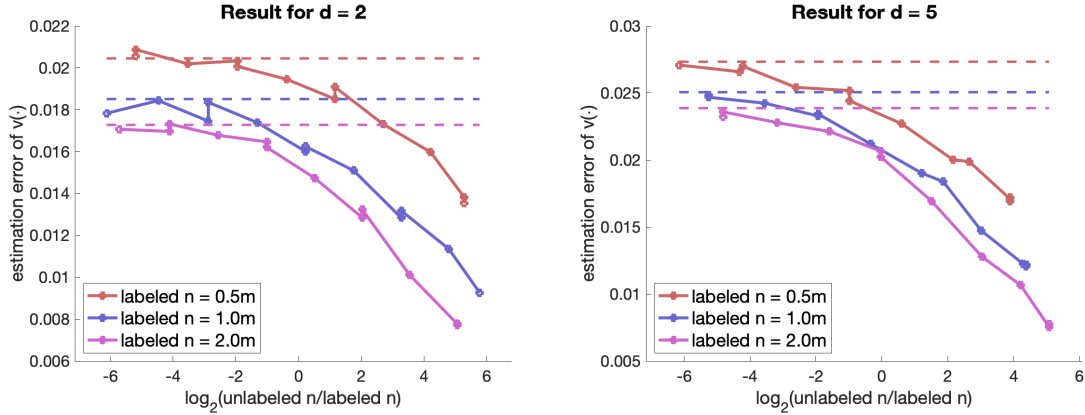 Result for d = 2
estimation error of v(·)
0.022
0.02
0.018
0.016
0.014
0.012
0.01
0.008
0.006
labeled n = 0.5m
labeled n = 1.0m
labeled n = 2.0m
-6 -4 -2 0 2 4 6
log2(unlabeled n/labeled n)
Result for d = 5
estimation error of v(·)
0.03
0.025
0.02
0.015
0.01
0.005
labeled n = 0.5m
labeled n = 1.0m
labeled n = 2.0m
-6 -4 -2 0 2 4 6
log2(unlabeled n/labeled n)